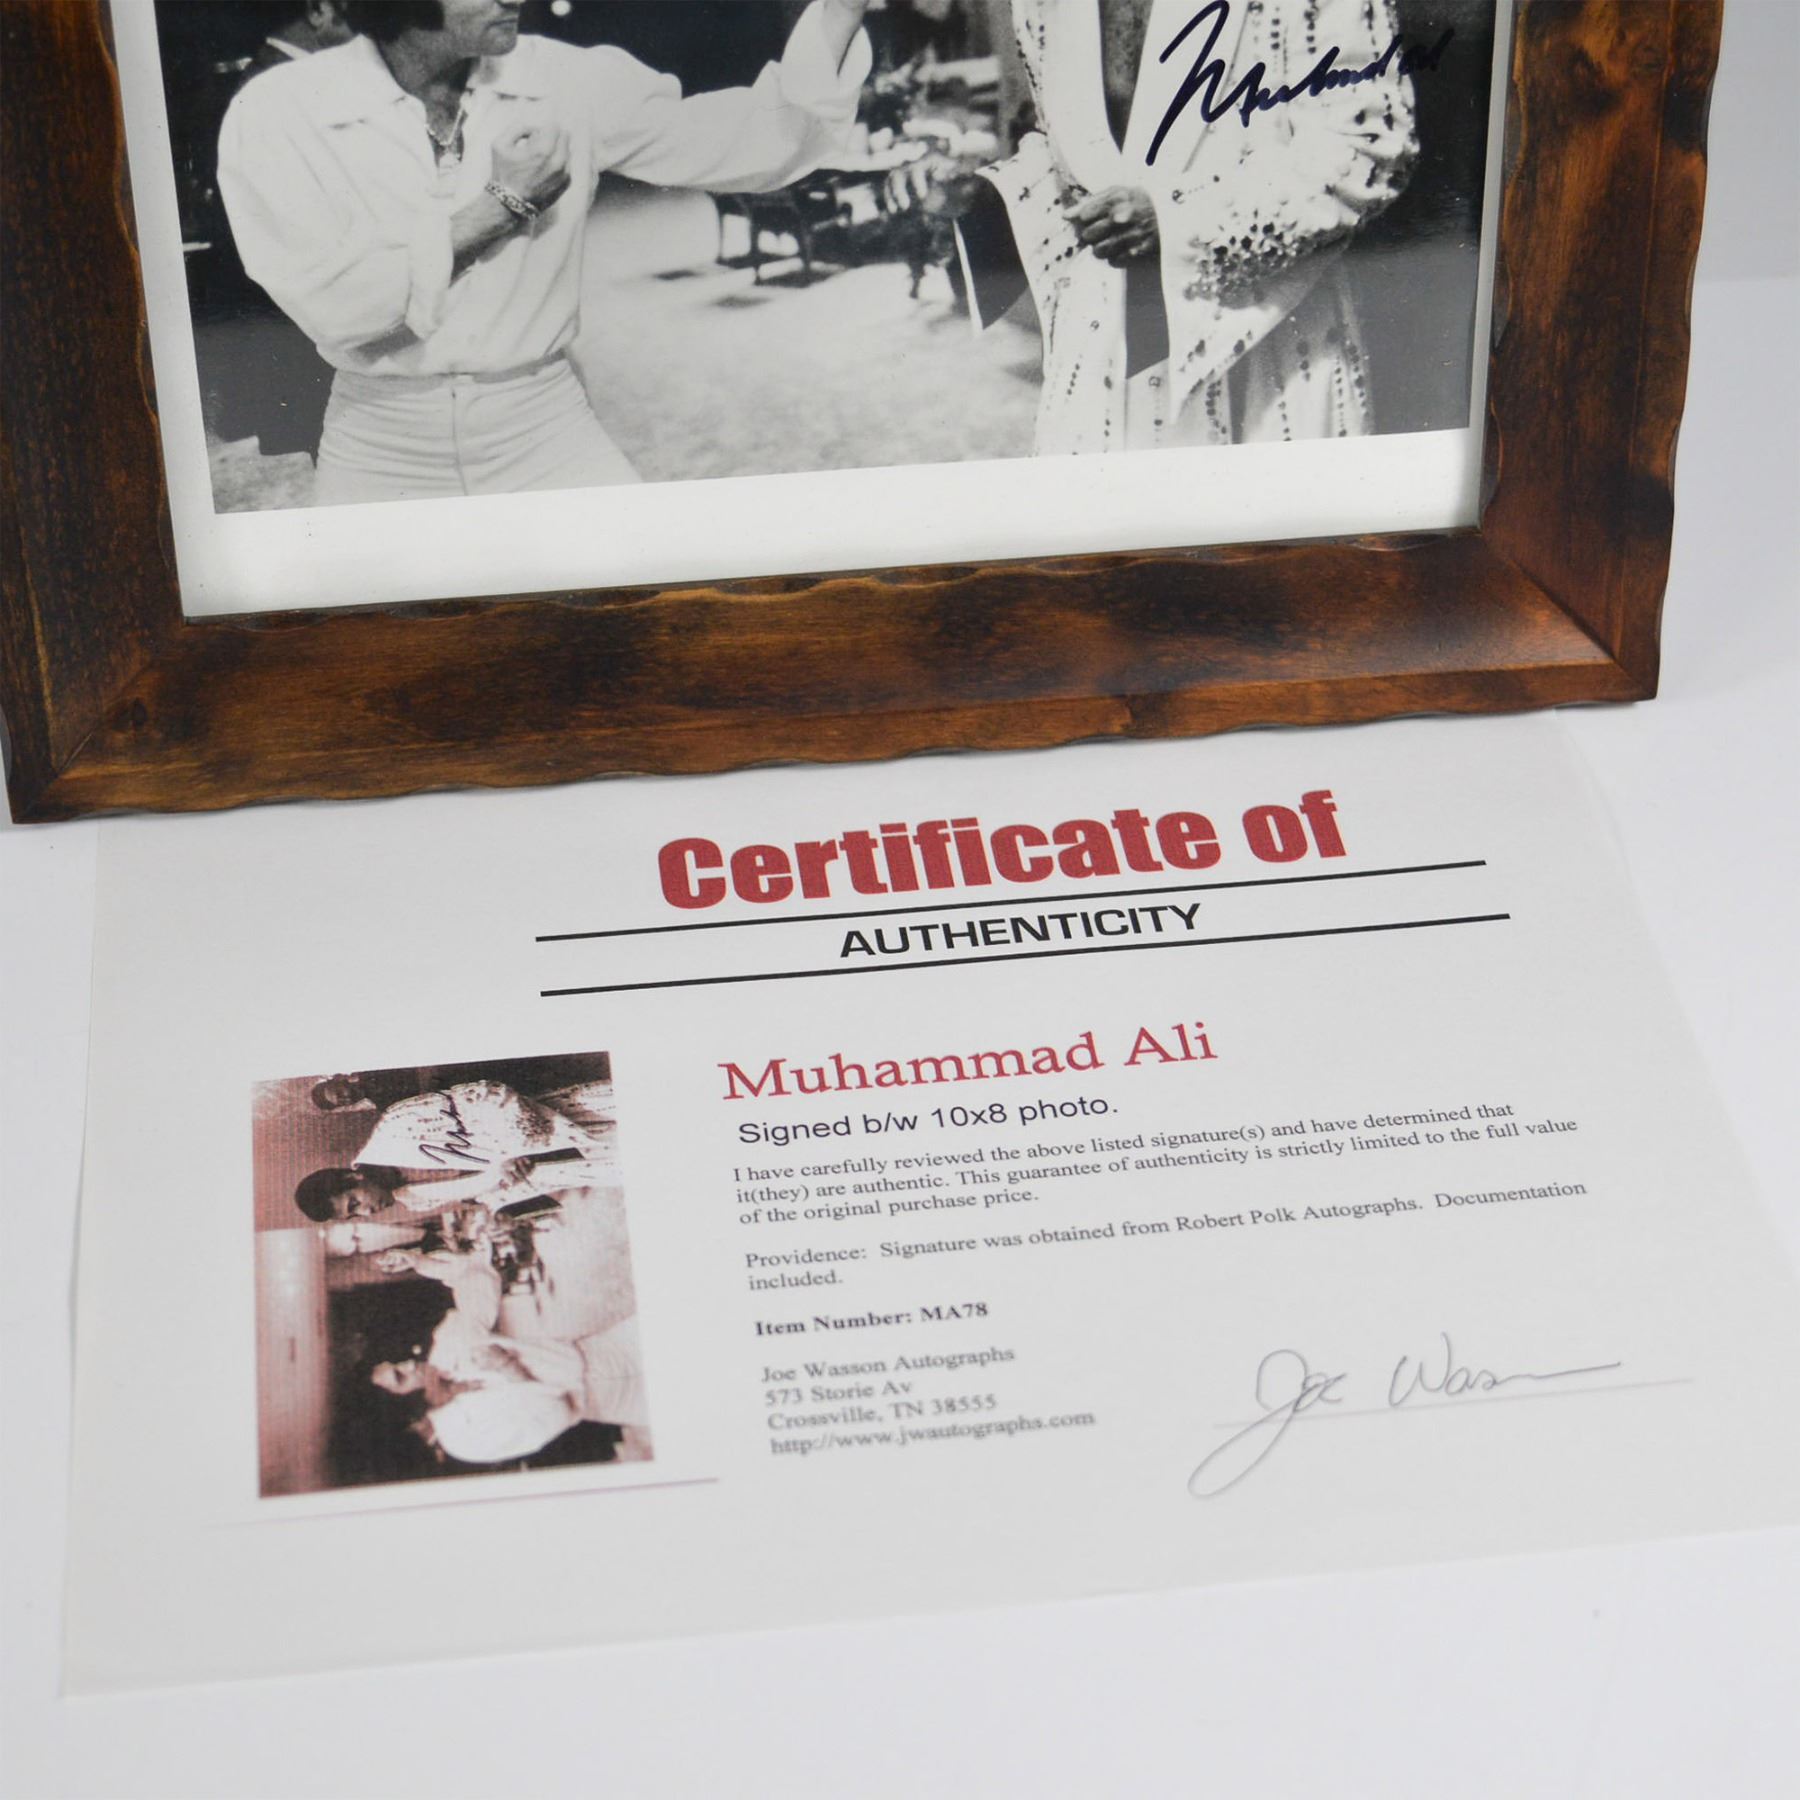 Muhammad Ali
Certificate of
AUTHENTICITY
Muhammad Ali
Signed b/w 10x8 photo.
I have carefully reviewed the above listed signature(s) and have determined that
it(they) are authentic. This guarantee of authenticity is strictly limited to the full value
of the original purchase price.
Providence: Signature was obtained from Robert Polk Autographs. Documentation
included.
Item Number: MA78
Joe Wasson Autographs
573 Storie Av
Crossville, TN 38555
http://www.jwautographs.com
Joe Wasson